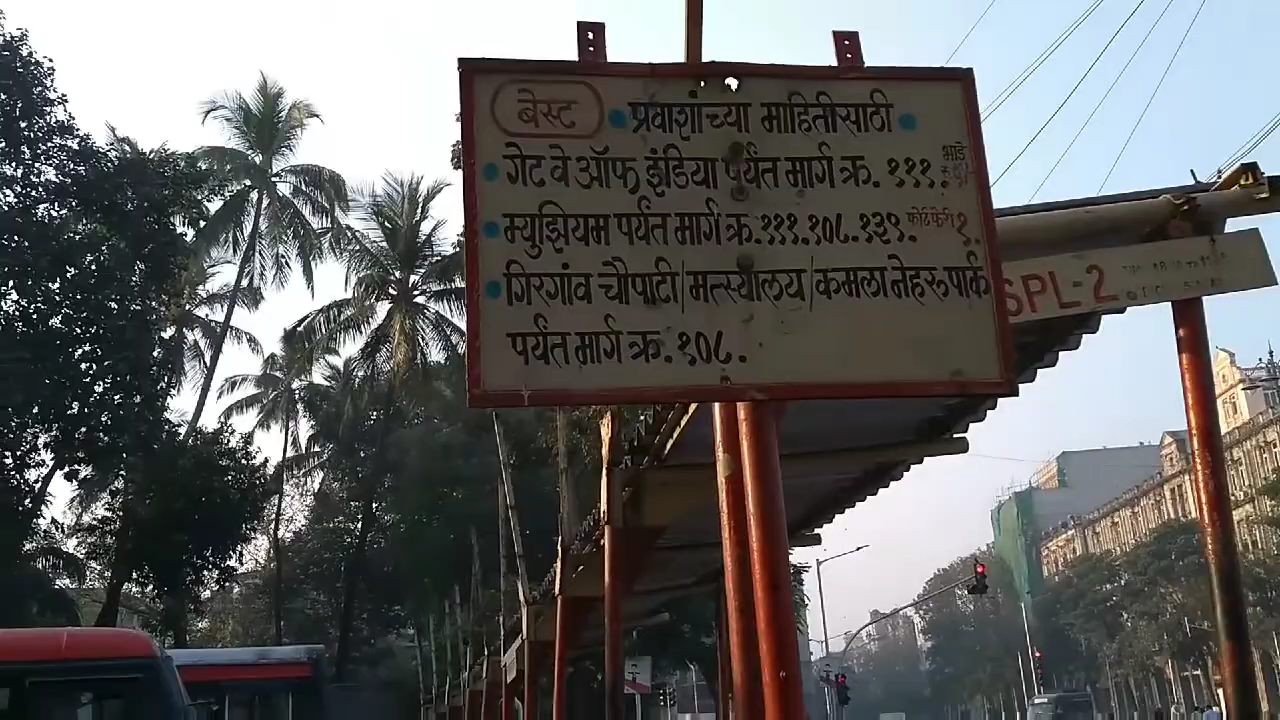 बेस्ट • प्रवाशांच्या माहितीसाठी •
• गेट वे ऑफ इंडिया पर्यंत मार्ग क्र. १११. भाडे
• म्युझियम पर्यंत मार्ग क्र. १११.१०८.१३९.
• गिरगांव चौपाटी/मत्स्यालय/कमला नेहरू पार्क
पर्यंत मार्ग क्र. १०८.
SPL-2